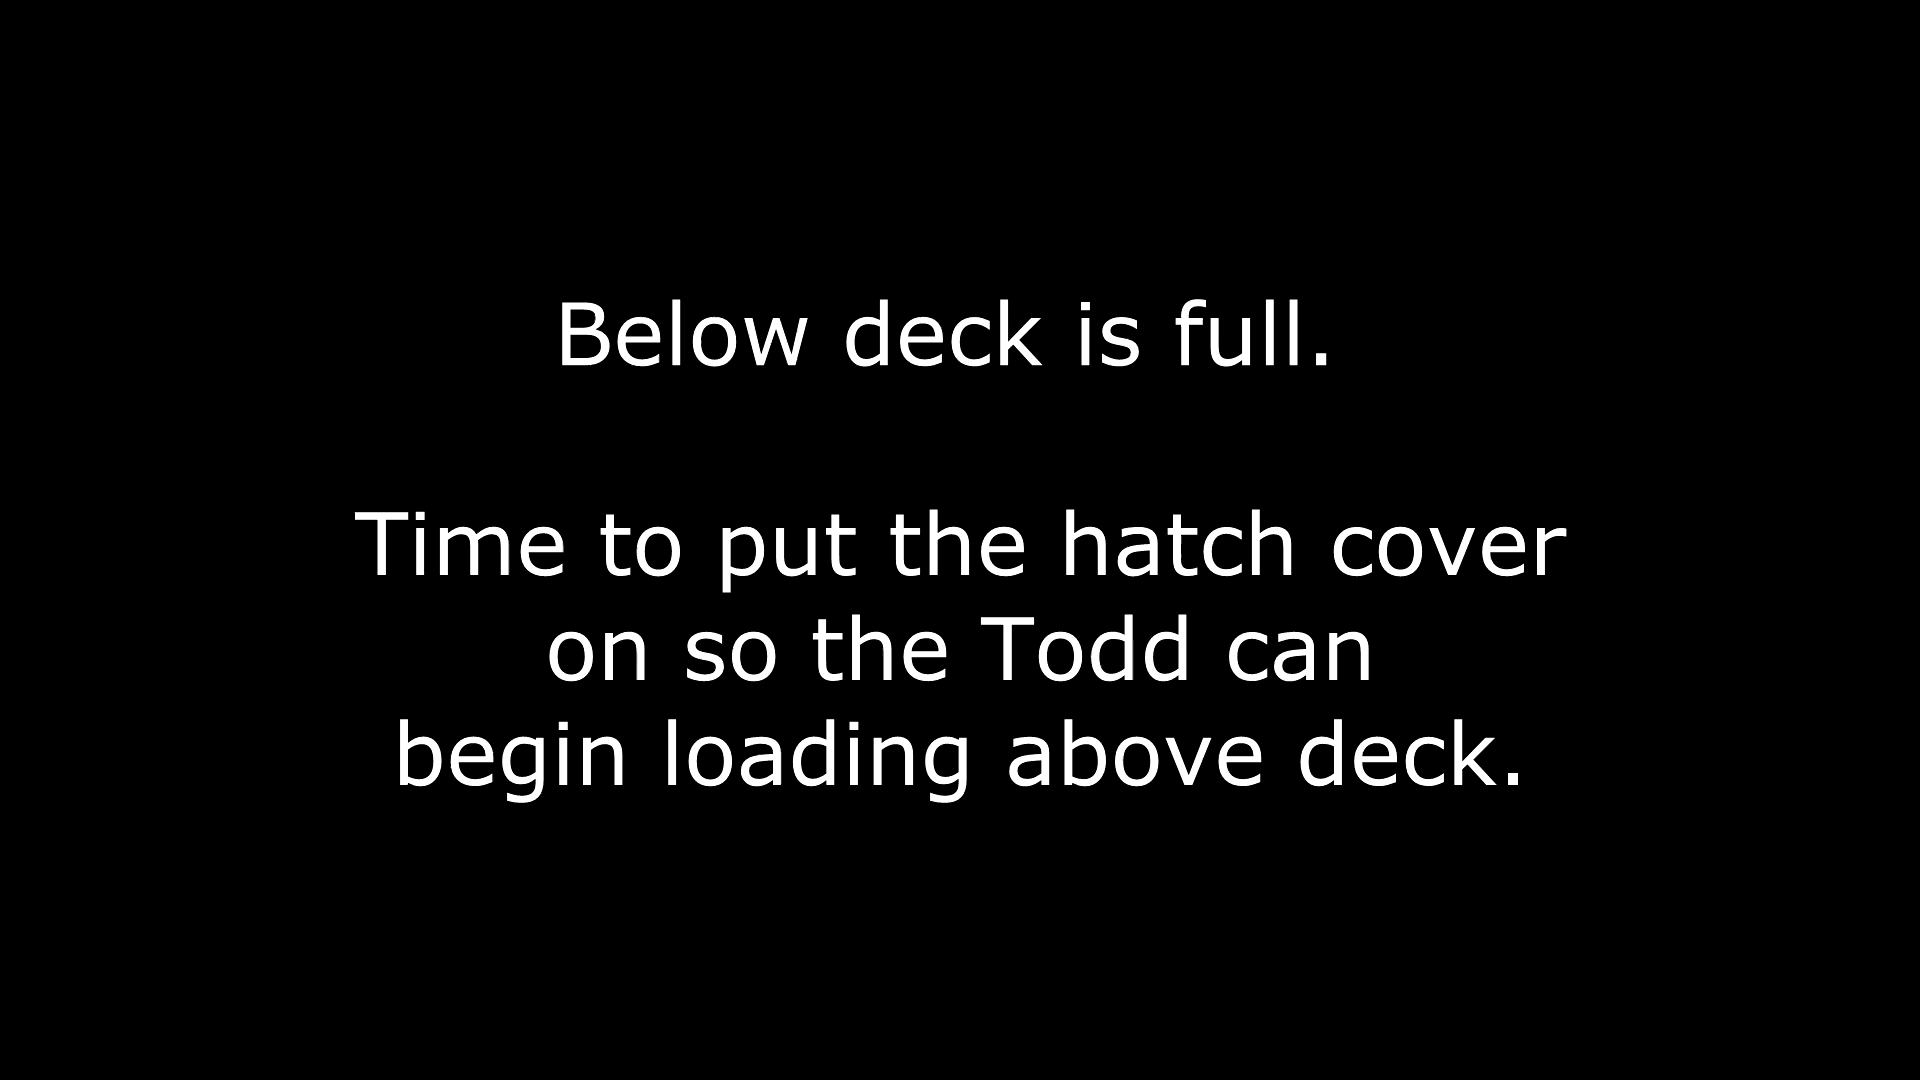 Below deck is full.
Time to put the hatch cover
on so the Todd can
begin loading above deck.